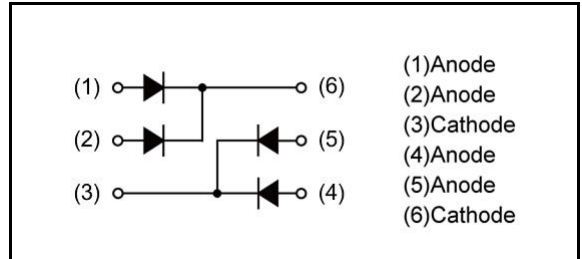 (1) (6)
(2) (5)
(3) (4)
(1)Anode
(2)Anode
(3)Cathode
(4)Anode
(5)Anode
(6)Cathode